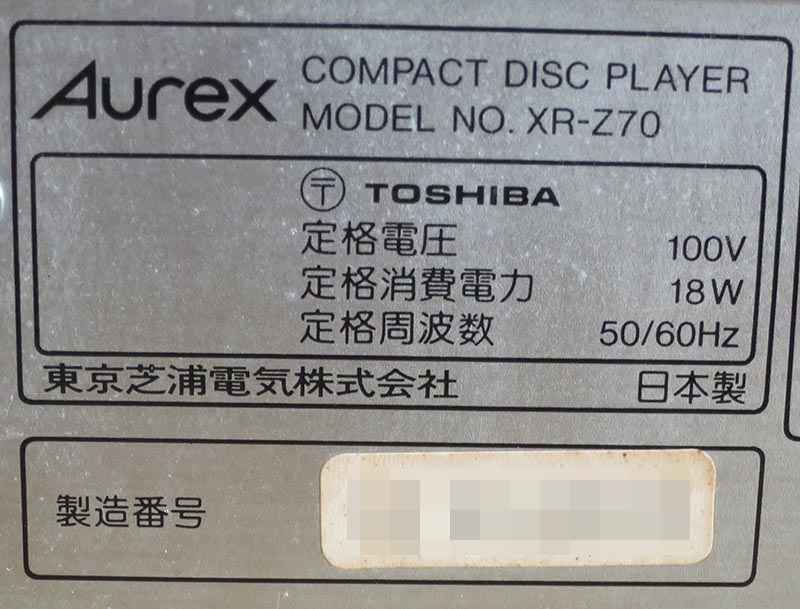 Aurex
COMPACT DISC PLAYER
MODEL NO. XR-Z70
〒 TOSHIBA
定格電圧 100V
定格消費電力 18W
定格周波数 50/60Hz
東京芝浦電気株式会社 日本製
製造番号